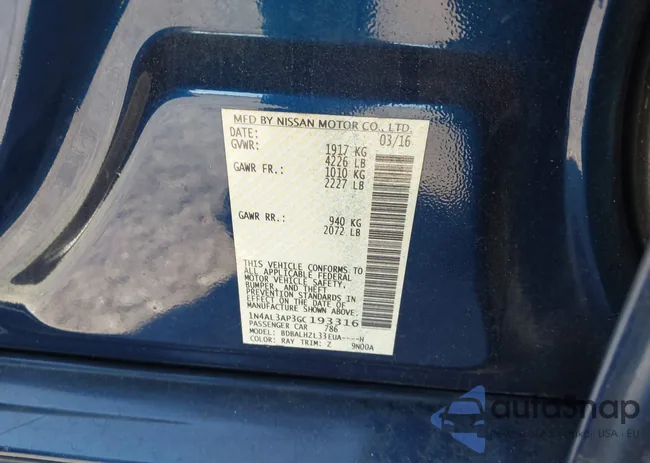 MFD BY NISSAN MOTOR CO., LTD.
DATE: 03/16
GVWR: 1917 KG
4226 LB
GAWR FR.: 1010 KG
2227 LB
GAWR RR.: 940 KG
2072 LB
THIS VEHICLE CONFORMS TO
ALL APPLICABLE FEDERAL
MOTOR VEHICLE SAFETY,
BUMPER, AND THEFT
PREVENTION STANDARDS IN
EFFECT ON THE DATE OF
MANUFACTURE SHOWN ABOVE.
1N4AL3AP3GC193316
PASSENGER CAR 786
MODEL: BDBALHZL33EUA----H
COLOR: RAY TRIM: Z 9N00A
autoSnap
USA - EU